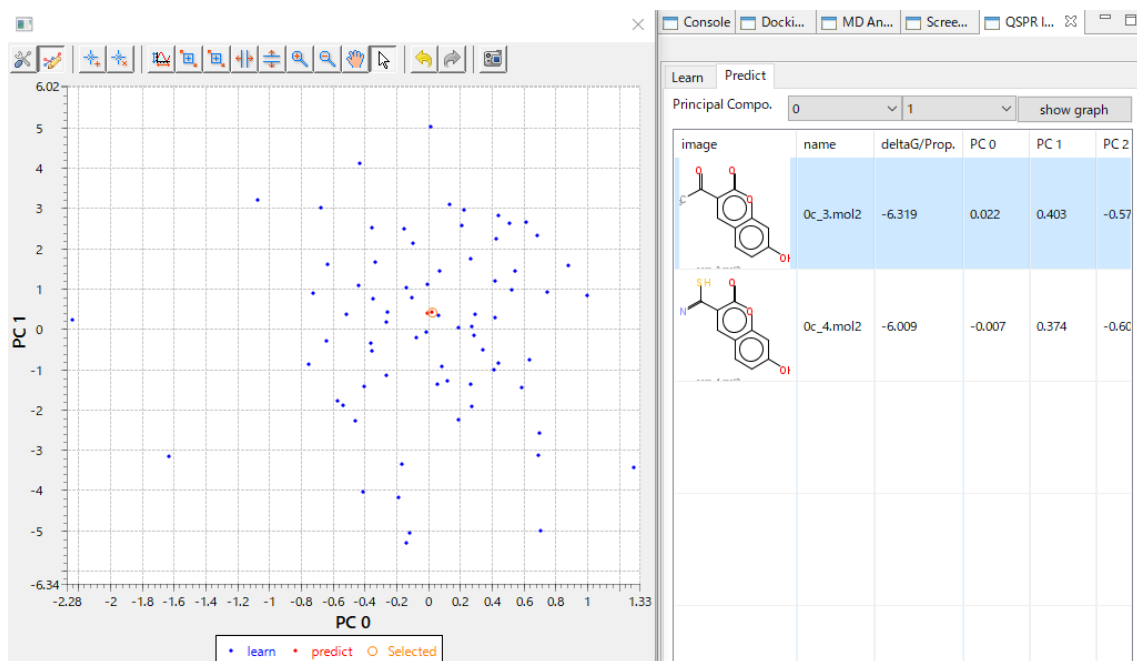 Console Docki... MD An... Scree... QSPR I...
Learn Predict
Principal Compo. 0 1 show graph
image name deltaG/Prop. PC 0 PC 1 PC 2
0c_3.mol2 -6.319 0.022 0.403 -0.57
0c_4.mol2 -6.009 -0.007 0.374 -0.60
O O O C OH
SH O N O OH
6.02
5
4
3
2
1
0
-1
-2
-3
-4
-5
-6.34
PC 1
-2.28 -2 -1.8 -1.6 -1.4 -1.2 -1 -0.8 -0.6 -0.4 -0.2 0 0.2 0.4 0.6 0.8 1 1.33
PC 0
learn predict Selected